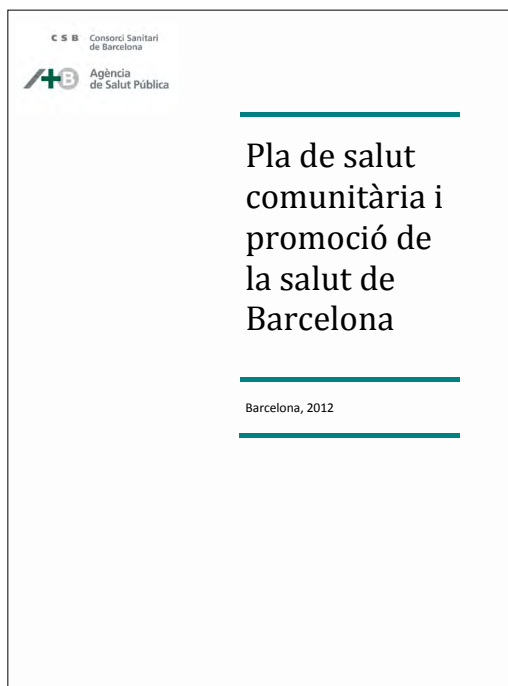 C S B Consorci Sanitari
de Barcelona
Agència
de Salut Pública
Pla de salut
comunitària i
promoció de
la salut de
Barcelona
Barcelona, 2012